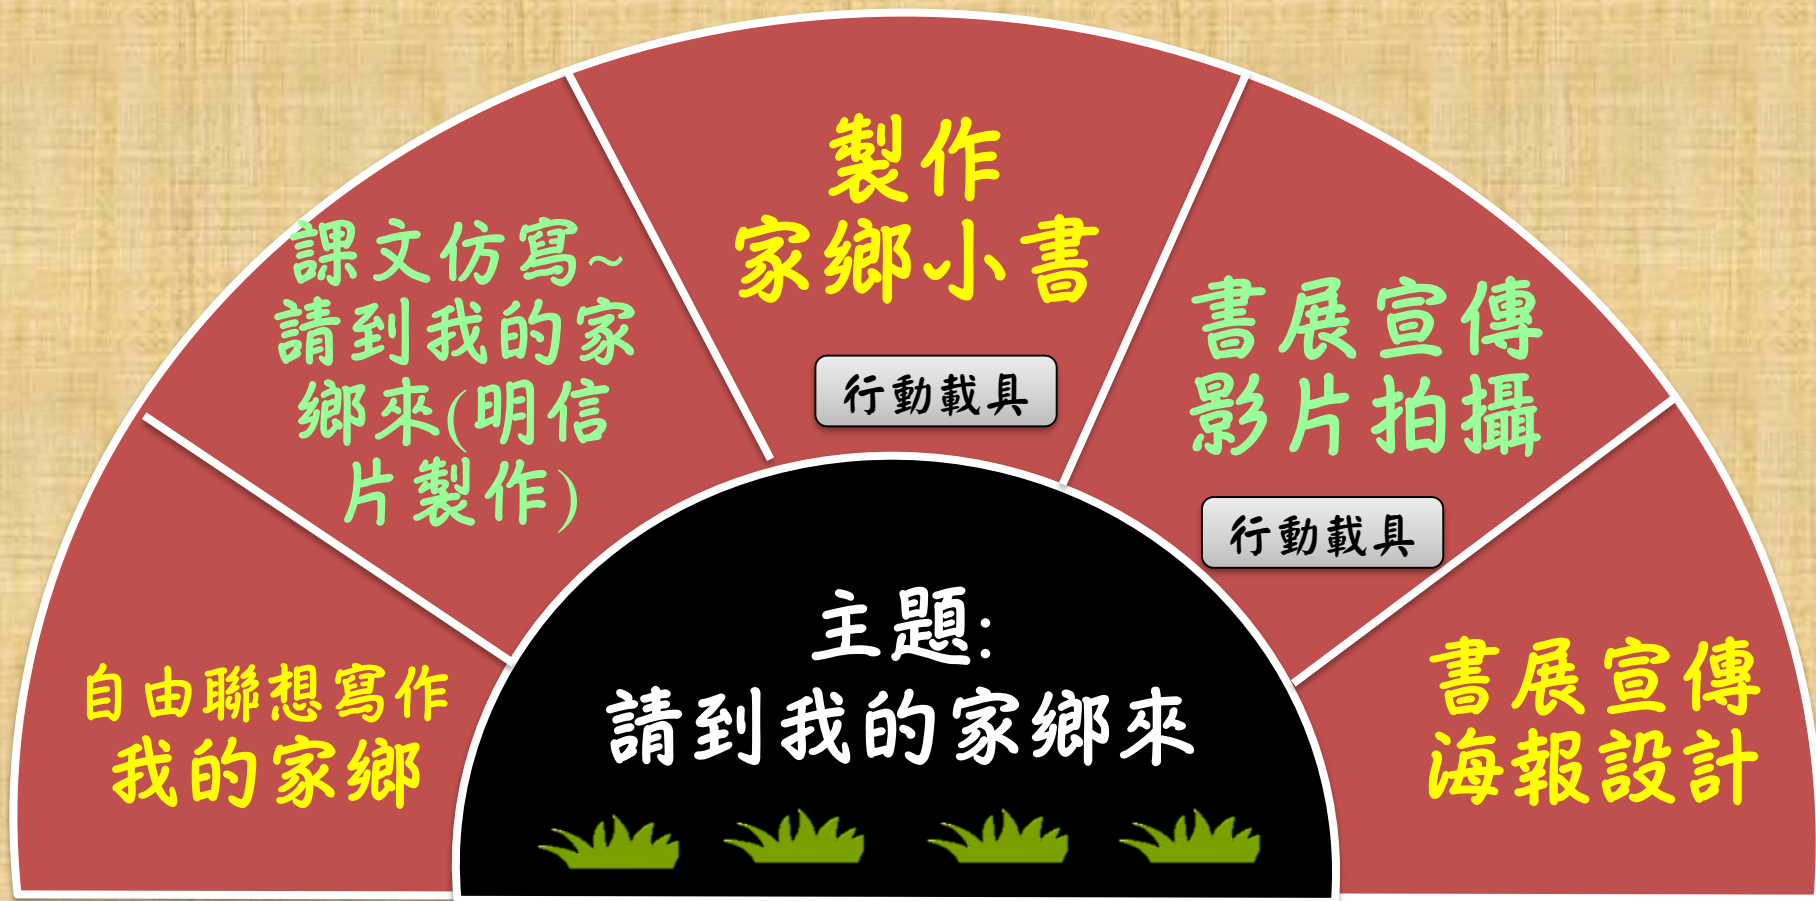 自由聯想寫作
我的家鄉
課文仿寫~
請到我的家
鄉來(明信
片製作)
製作
家鄉小書
行動載具
書展宣傳
影片拍攝
行動載具
書展宣傳
海報設計
主題:
請到我的家鄉來